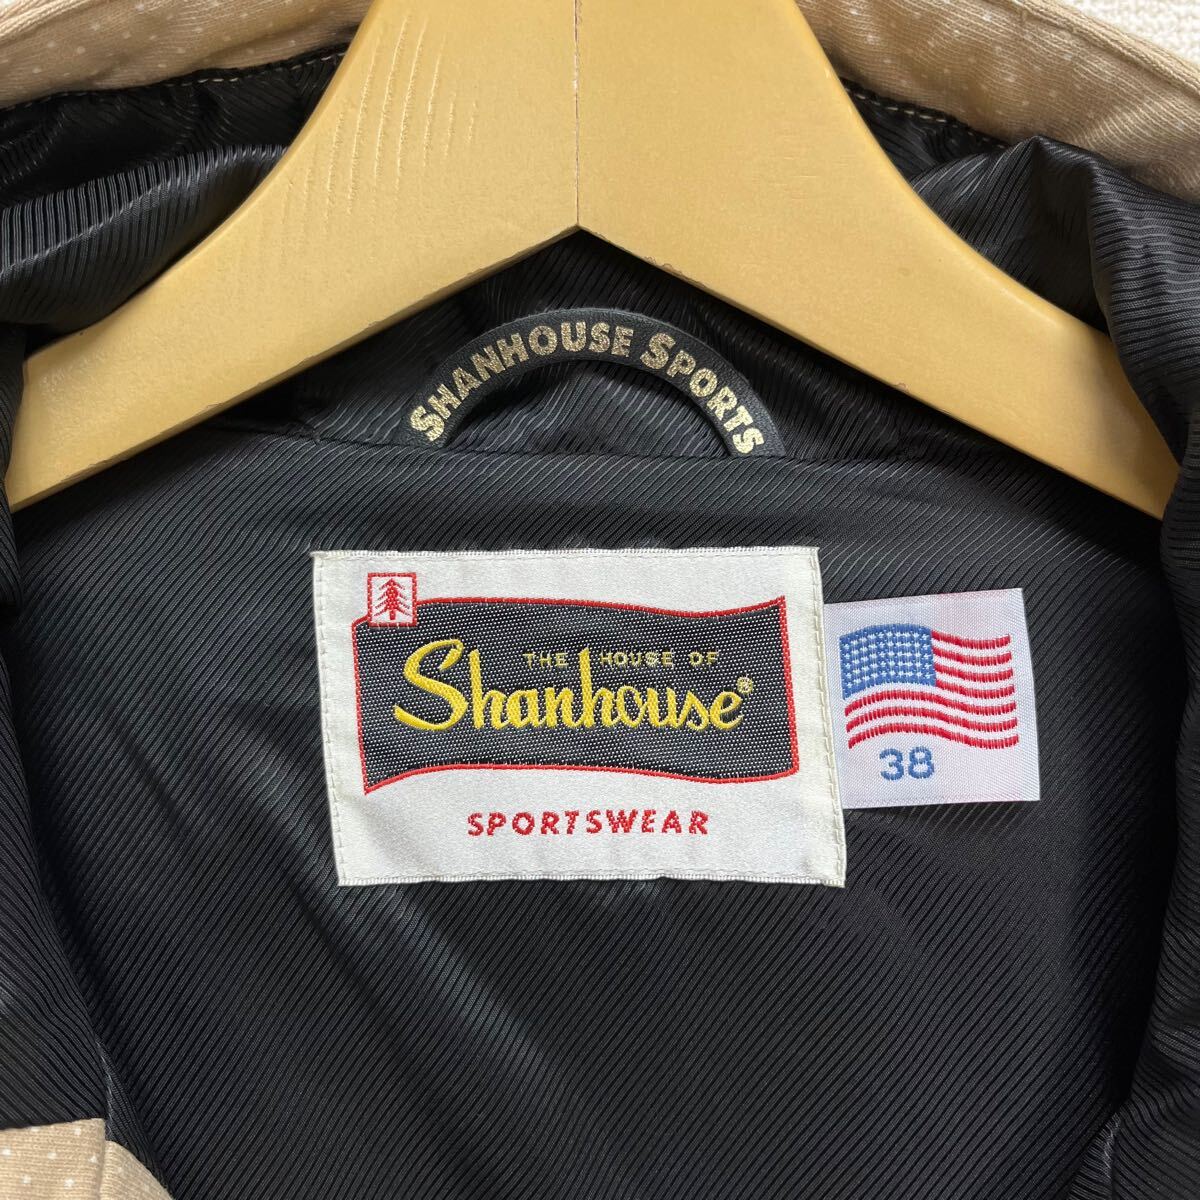 SHANHOUSE SPORTS
THE HOUSE OF
Shanhouse®
SPORTSWEAR
38